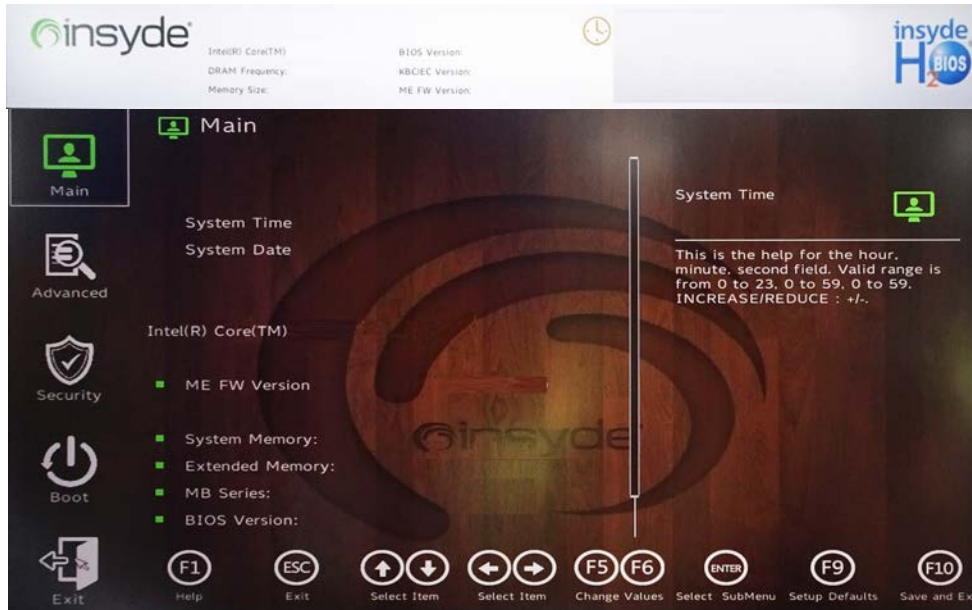 insyde
Intel(R) Core(TM)
DRAM Frequency:
Memory Size:
BIOS Version:
KBC/EC Version:
ME FW Version:
insyde
H2O BIOS
Main
Main
System Time
System Date
Intel(R) Core(TM)
ME FW Version
System Memory:
Extended Memory:
MB Series:
BIOS Version:
insyde
System Time
This is the help for the hour,
minute, second field. Valid range is
from 0 to 23, 0 to 59, 0 to 59.
INCREASE/REDUCE : +/-.
Advanced
Security
Boot
Exit
F1
Help
ESC
Exit
Select Item
Select Item
F5 F6
Change Values
ENTER
Select SubMenu
F9
Setup Defaults
F10
Save and Ex